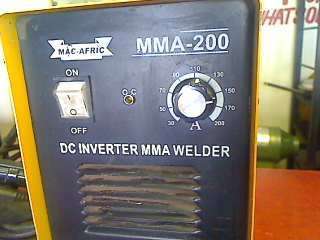 MAC-AFRIC
MMA-200
ON
O C
OFF
30
50
70
90
110
130
150
170
200
A
DC INVERTER MMA WELDER